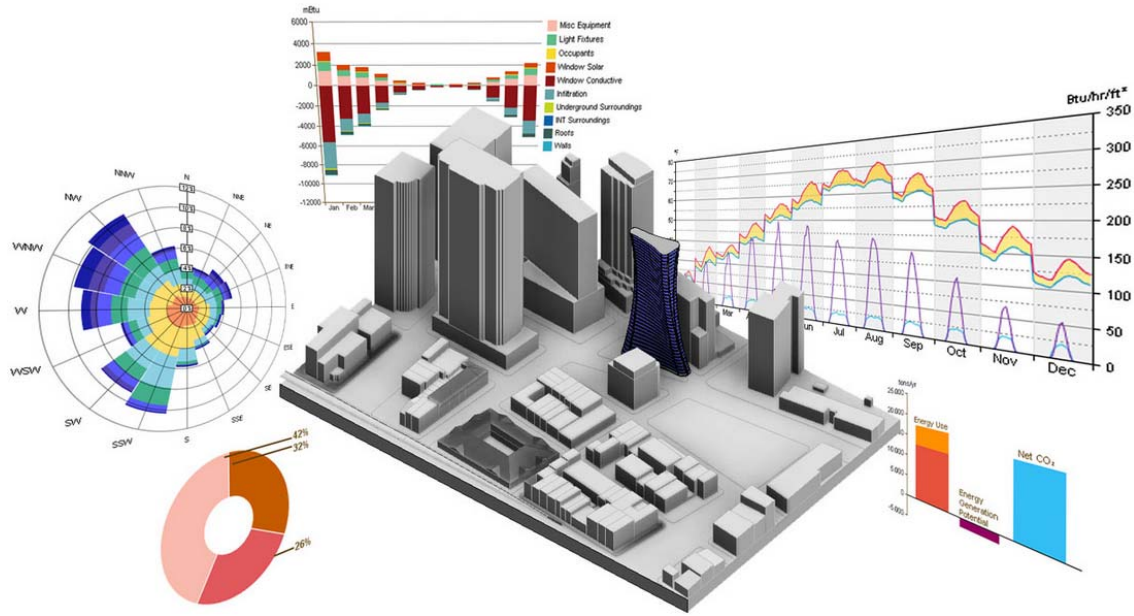 mBtu
6000
4000
2000
0
-2000
-4000
-6000
-8000
-10000
-12000
Jan
Feb
Mar
Misc Equipment
Light Fixtures
Occupants
Window Solar
Window Conductive
Infiltration
Underground Surroundings
INT Surroundings
Roofs
Walls
Btu/hr/ft²
350
300
250
200
150
100
50
0
Mar
Jul
Aug
Sep
Oct
Nov
Dec
N
NNE
NE
E
ESE
SE
SSE
S
SSW
SW
WSW
W
WNW
NW
NNW
42%
32%
26%
tons/yr
25,000
20,000
15,000
10,000
5,000
0
-5,000
Energy Use
Energy
Generation
Potential
Net CO₂